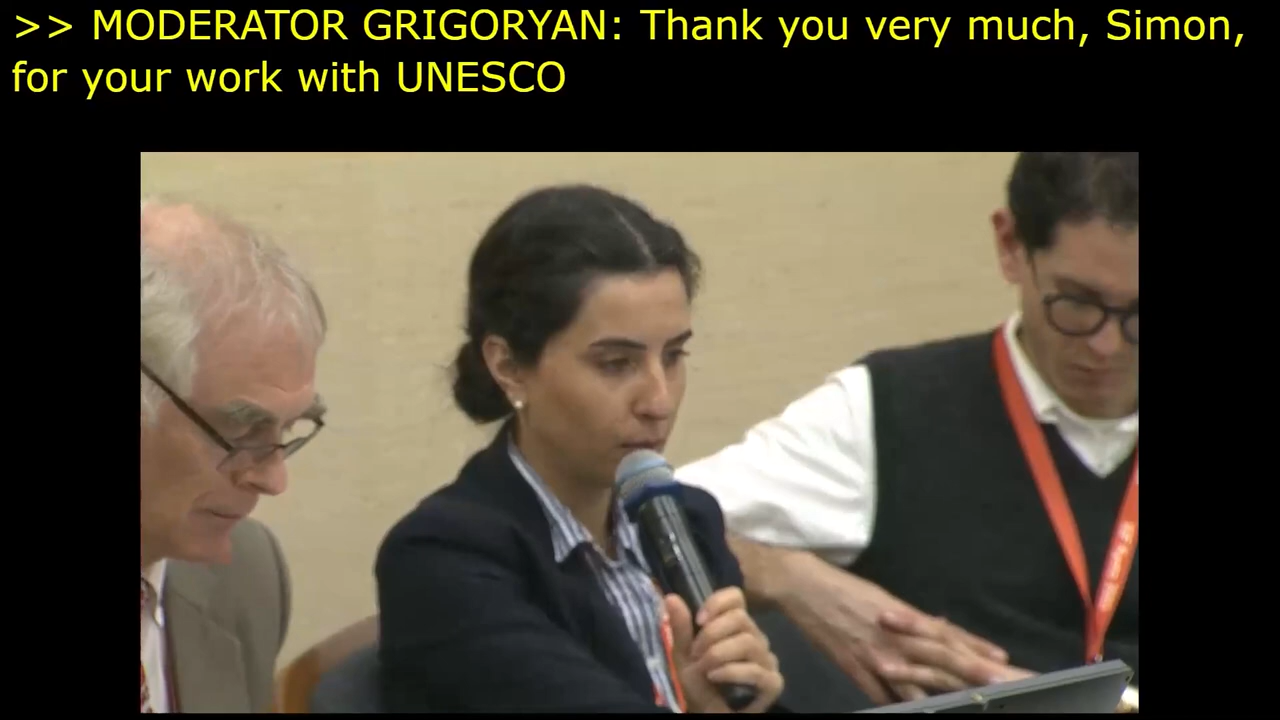 >> MODERATOR GRIGORYAN: Thank you very much, Simon,
for your work with UNESCO